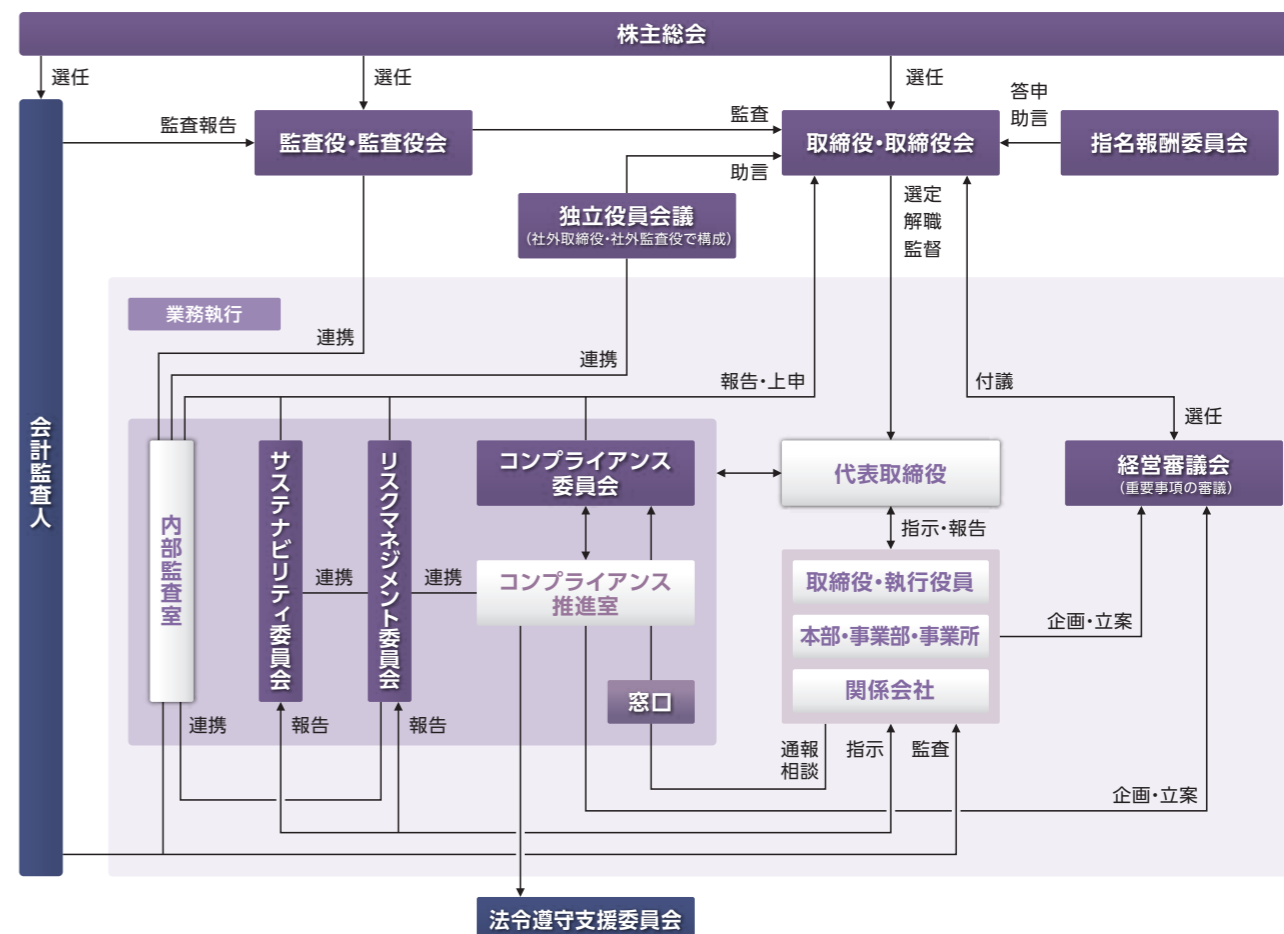 株主総会
選任
選任
選任
会計監査人
監査報告
監査役・監査役会
監査
助言
取締役・取締役会
答申
助言
指名報酬委員会
独立役員会議
(社外取締役・社外監査役で構成)
選定
解職
監督
業務執行
連携
連携
報告・上申
付議
選任
内部監査室
サステナビリティ委員会
リスクマネジメント委員会
コンプライアンス
委員会
代表取締役
経営審議会
(重要事項の審議)
指示・報告
連携
連携
コンプライアンス
推進室
取締役・執行役員
本部・事業部・事業所
関係会社
企画・立案
窓口
連携
報告
報告
通報
相談
指示
監査
企画・立案
法令遵守支援委員会